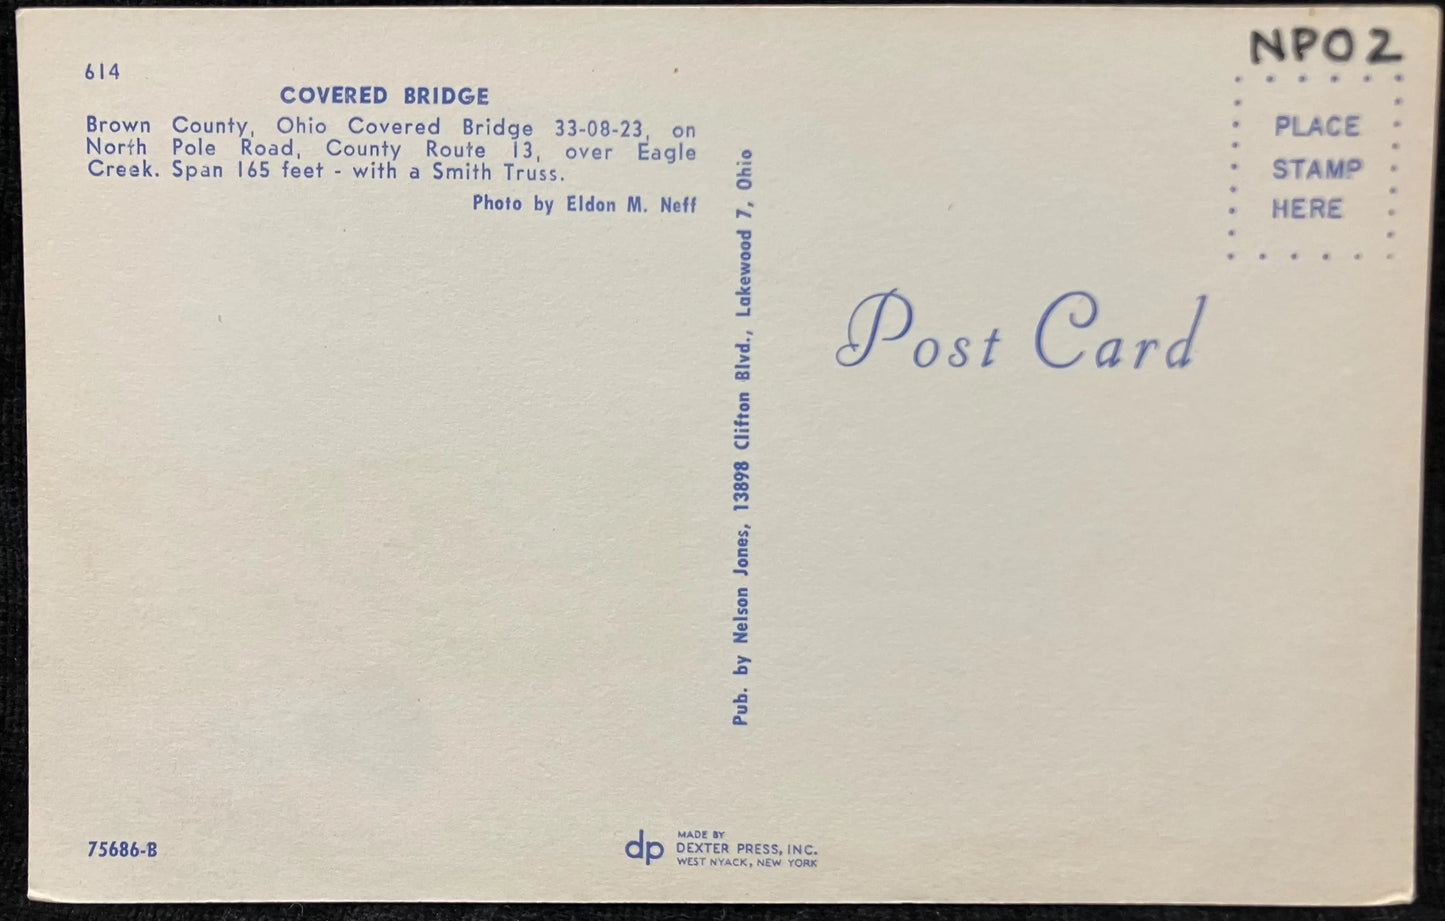 614
COVERED BRIDGE
Brown County, Ohio Covered Bridge 33-08-23, on
North Pole Road, County Route 13, over Eagle
Creek. Span 165 feet - with a Smith Truss.
Photo by Eldon M. Neff
75686-B
Pub. by Nelson Jones, 13898 Clifton Blvd., Lakewood 7, Ohio
dp
MADE BY
DEXTER PRESS, INC.
WEST NYACK, NEW YORK
NPO2
PLACE
STAMP
HERE
Post Card